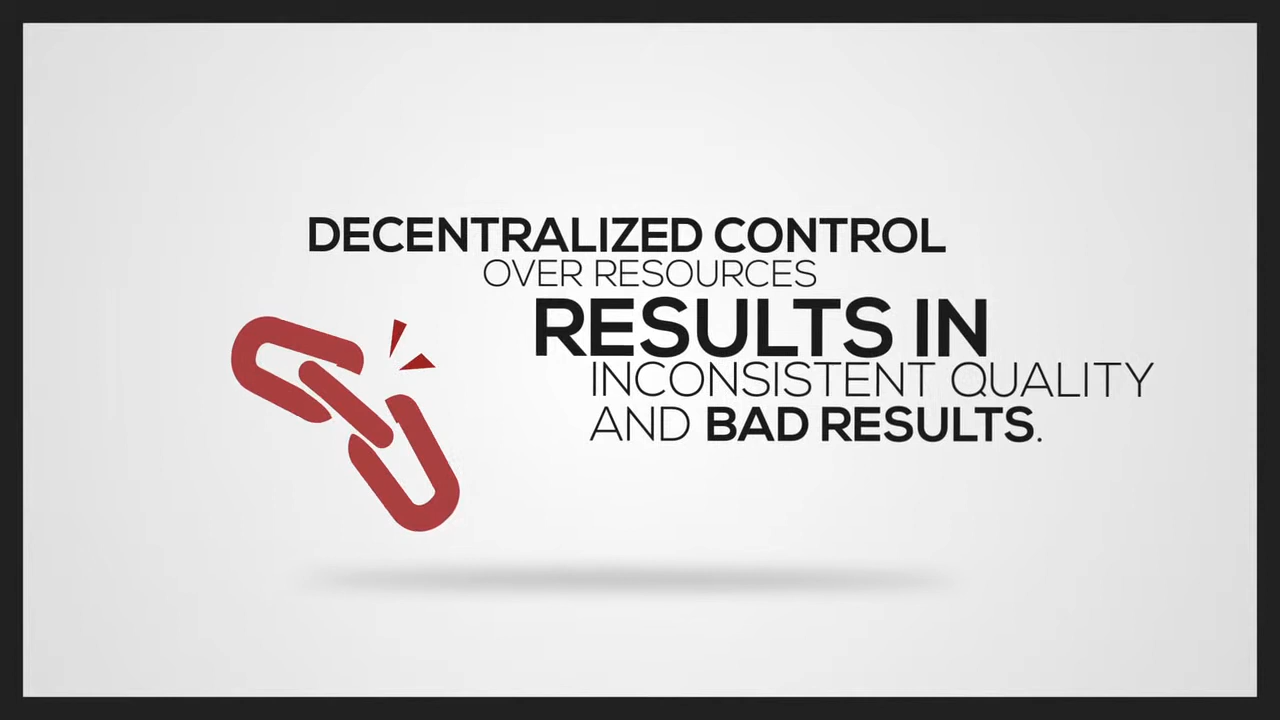 DECENTRALIZED CONTROL
OVER RESOURCES
RESULTS IN
INCONSISTENT QUALITY
AND BAD RESULTS.